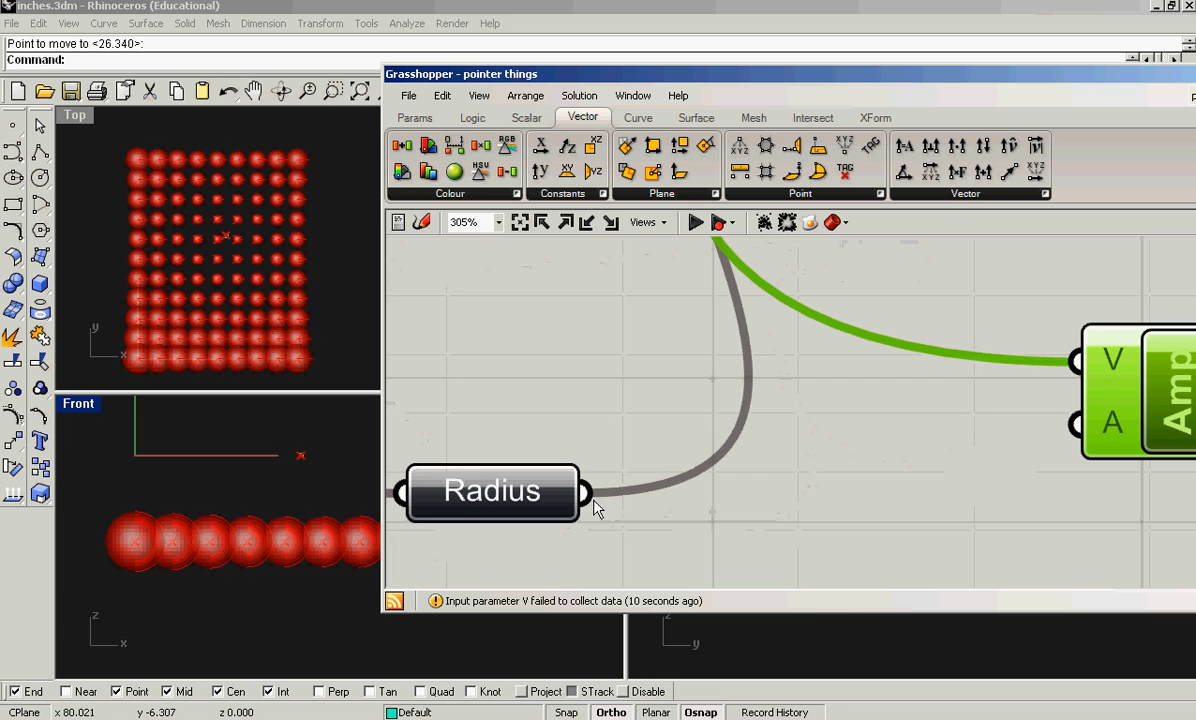 inches.3dm - Rhinoceros (Educational)
File Edit View Curve Surface Solid Mesh Dimension Transform Tools Analyze Render Help
Point to move to <26.340>:
Command:
Grasshopper - pointer things
File Edit View Arrange Solution Window Help
Params Logic Scalar Vector Curve Surface Mesh Intersect XForm
Colour Constants Plane Point Vector
305% Views
Top
y
x
Front
z
x
Radius
V
A
Amp
Input parameter V failed to collect data (10 seconds ago)
z
y
End Near Point Mid Cen Int Perp Tan Quad Knot Project STrack Disable
CPlane x 80.021 y -6.307 z 0.000 Default Snap Ortho Planar Osnap Record History